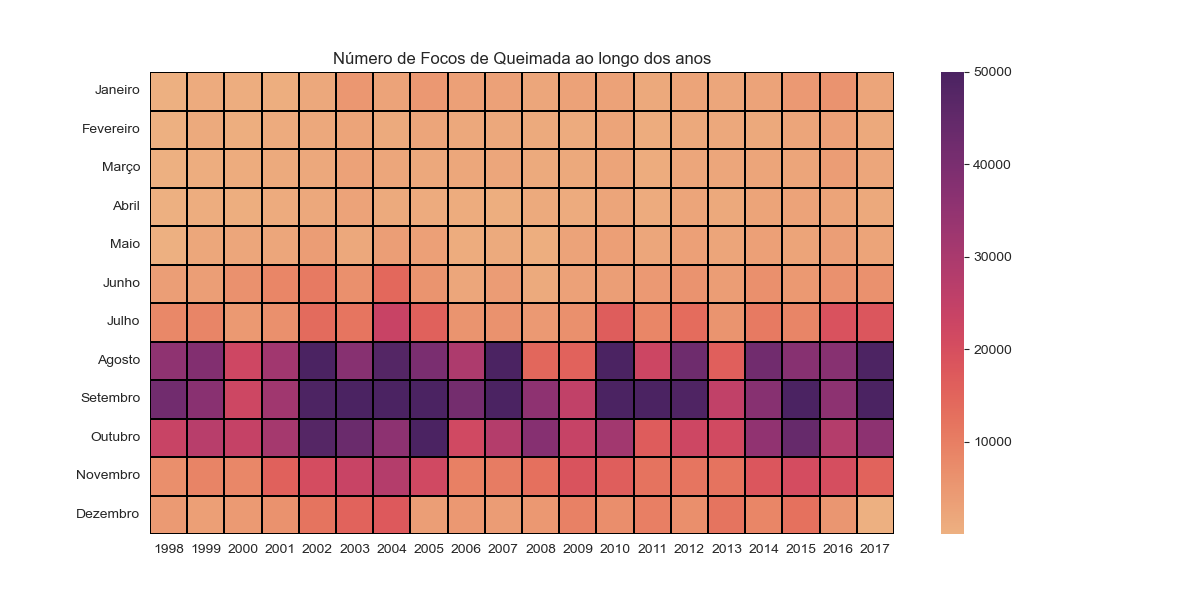 Número de Focos de Queimada ao longo dos anos
Janeiro
Fevereiro
Março
Abril
Maio
Junho
Julho
Agosto
Setembro
Outubro
Novembro
Dezembro
1998 1999 2000 2001 2002 2003 2004 2005 2006 2007 2008 2009 2010 2011 2012 2013 2014 2015 2016 2017
50000
40000
30000
20000
10000